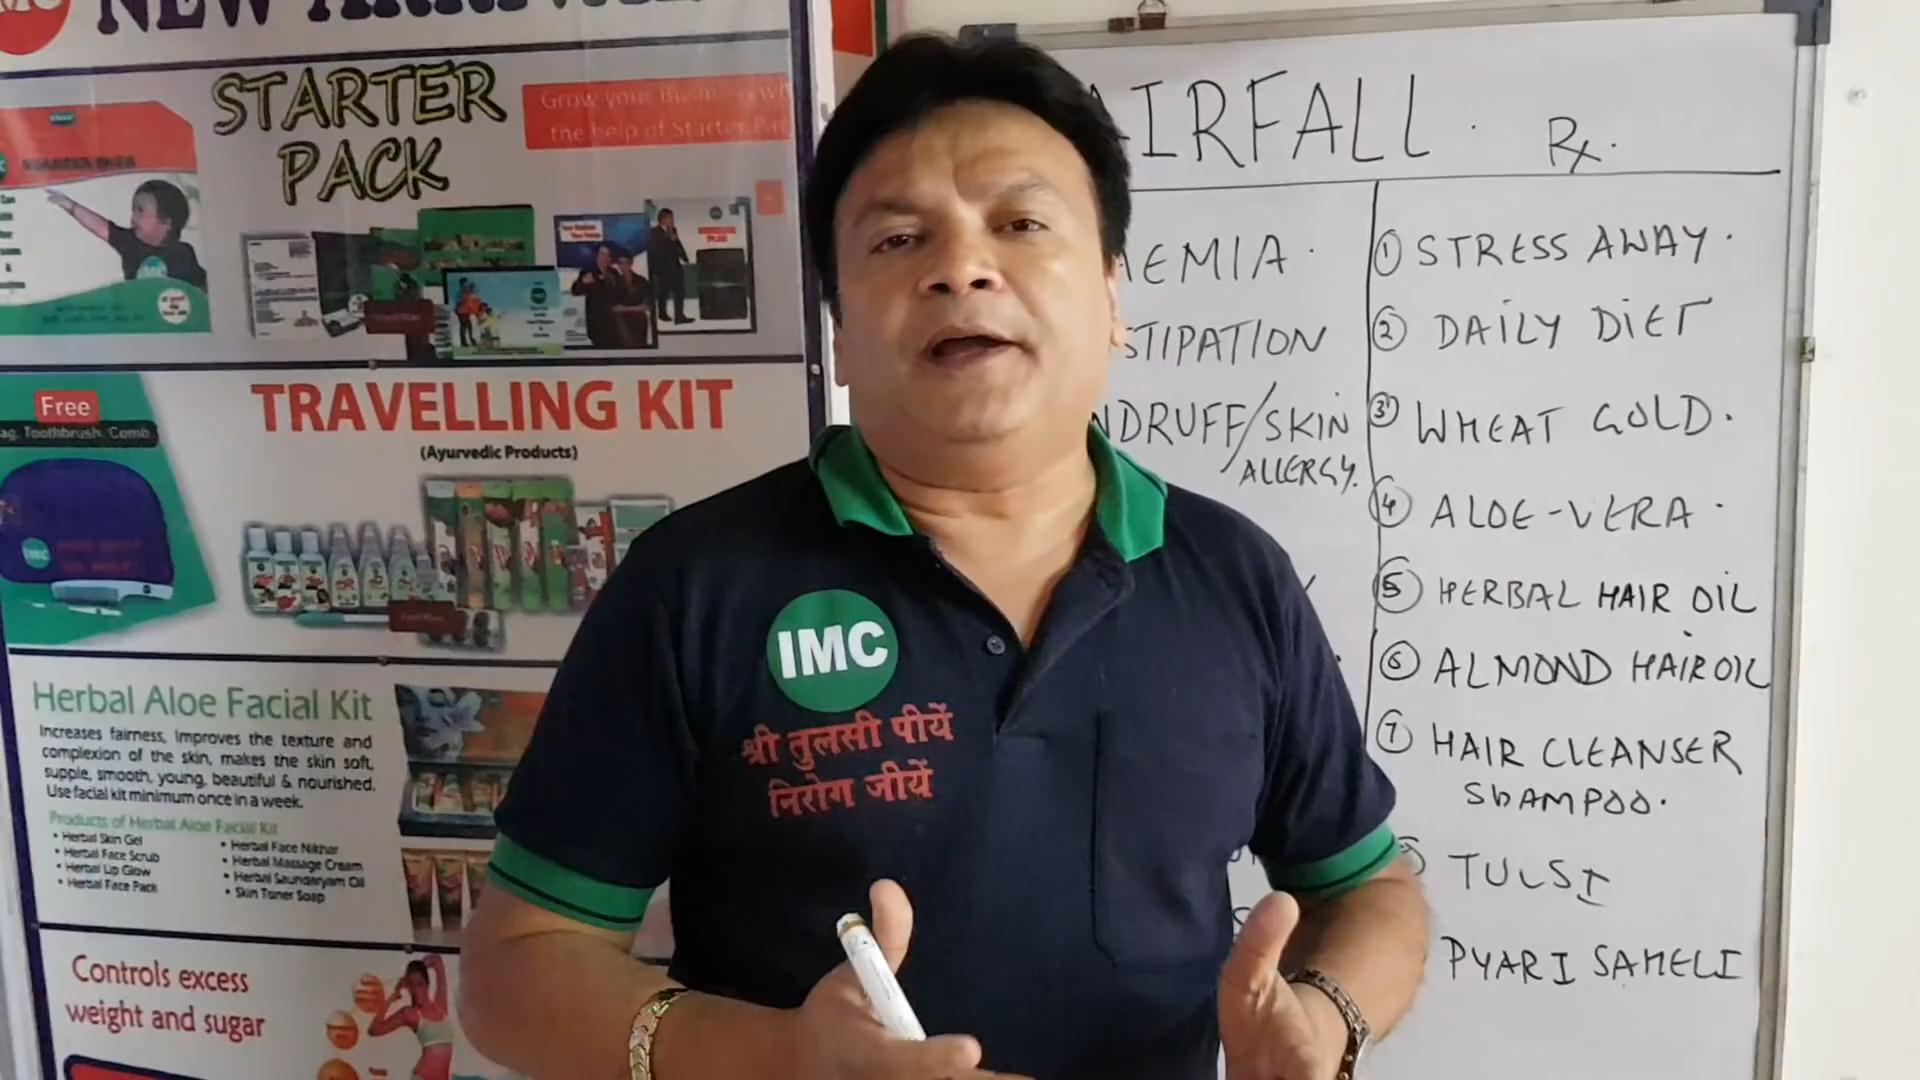 NEW
STARTER
PACK
Grow your Business
the help of Starter
TRAVELLING KIT
(Ayurvedic Products)
Free
Toothbrush, Comb
Herbal Aloe Facial Kit
Increases fairness, Improves the texture and
complexion of the skin, makes the skin soft,
supple, smooth, young, beautiful & nourished.
Use facial kit minimum once in a week.
Products of Herbal Aloe Facial Kit
• Herbal Skin Gel
• Herbal Face Scrub
• Herbal Lip Glow
• Herbal Face Pack
• Herbal Face Nikhar
• Herbal Massage Cream
• Herbal Saundaryam Oil
• Skin Toner Soap
Controls excess
weight and sugar
IMC
श्री तुलसी पीयें
निरोग जीयें
AIRFALL.
Rx.
EMIA.
STIPATION
NDRUFF/SKIN
ALLERGY.
① STRESS AWAY.
② DAILY DIET
③ WHEAT GOLD.
④ ALOE-VERA.
⑤ HERBAL HAIR OIL
⑥ ALMOND HAIR OIL
⑦ HAIR CLEANSER
SHAMPOO.
TULSI
PYARI SAHELI